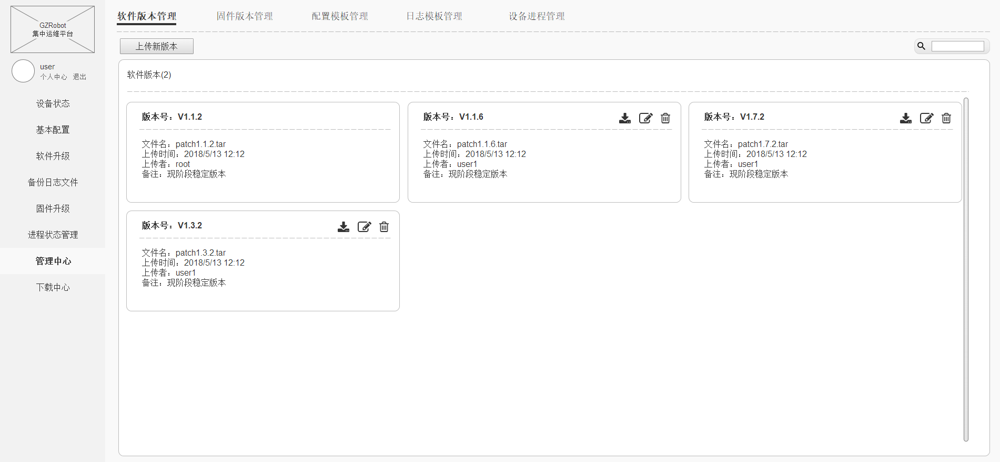 GZRobot
集中运维平台
user
个人中心 退出
设备状态
基本配置
软件升级
备份日志文件
固件升级
进程状态管理
管理中心
下载中心
软件版本管理 固件版本管理 配置模板管理 日志模板管理 设备进程管理
上传新版本
软件版本(2)
版本号：V1.1.2
文件名：patch1.1.2.tar
上传时间：2018/5/13 12:12
上传者：root
备注：现阶段稳定版本
版本号：V1.1.6
文件名：patch1.1.6.tar
上传时间：2018/5/13 12:12
上传者：user1
备注：现阶段稳定版本
版本号：V1.7.2
文件名：patch1.7.2.tar
上传时间：2018/5/13 12:12
上传者：user1
备注：现阶段稳定版本
版本号：V1.3.2
文件名：patch1.3.2.tar
上传时间：2018/5/13 12:12
上传者：user1
备注：现阶段稳定版本